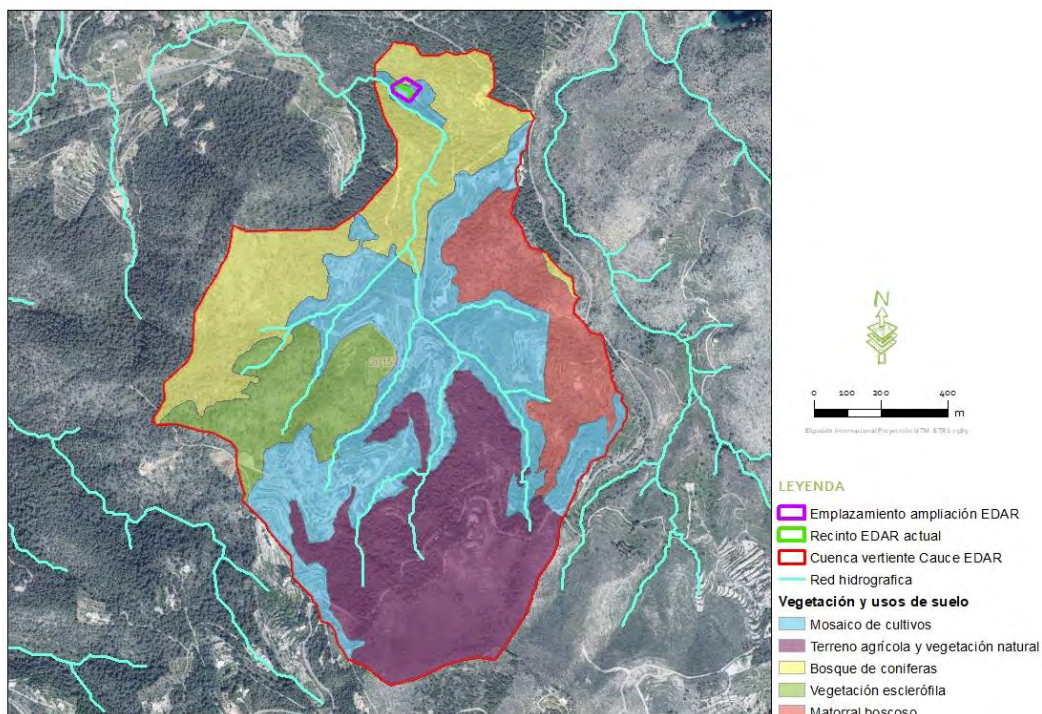 N
0 100 200 400
m
LEYENDA
Emplazamiento ampliación EDAR
Recinto EDAR actual
Cuenca vertiente Cauce EDAR
Red hidrografica
Vegetación y usos de suelo
Mosaico de cultivos
Terreno agrícola y vegetación natural
Bosque de coniferas
Vegetación esclerófila
Matorral boscoso